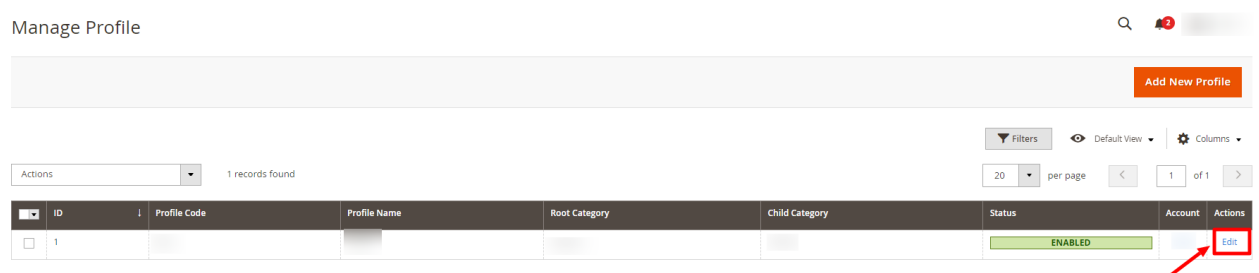 Manage Profile
2
Add New Profile
Filters
Default View
Columns
Actions
1 records found
20
per page
1
of 1
ID ↓ Profile Code Profile Name Root Category Child Category Status Account Actions
1 ENABLED Edit